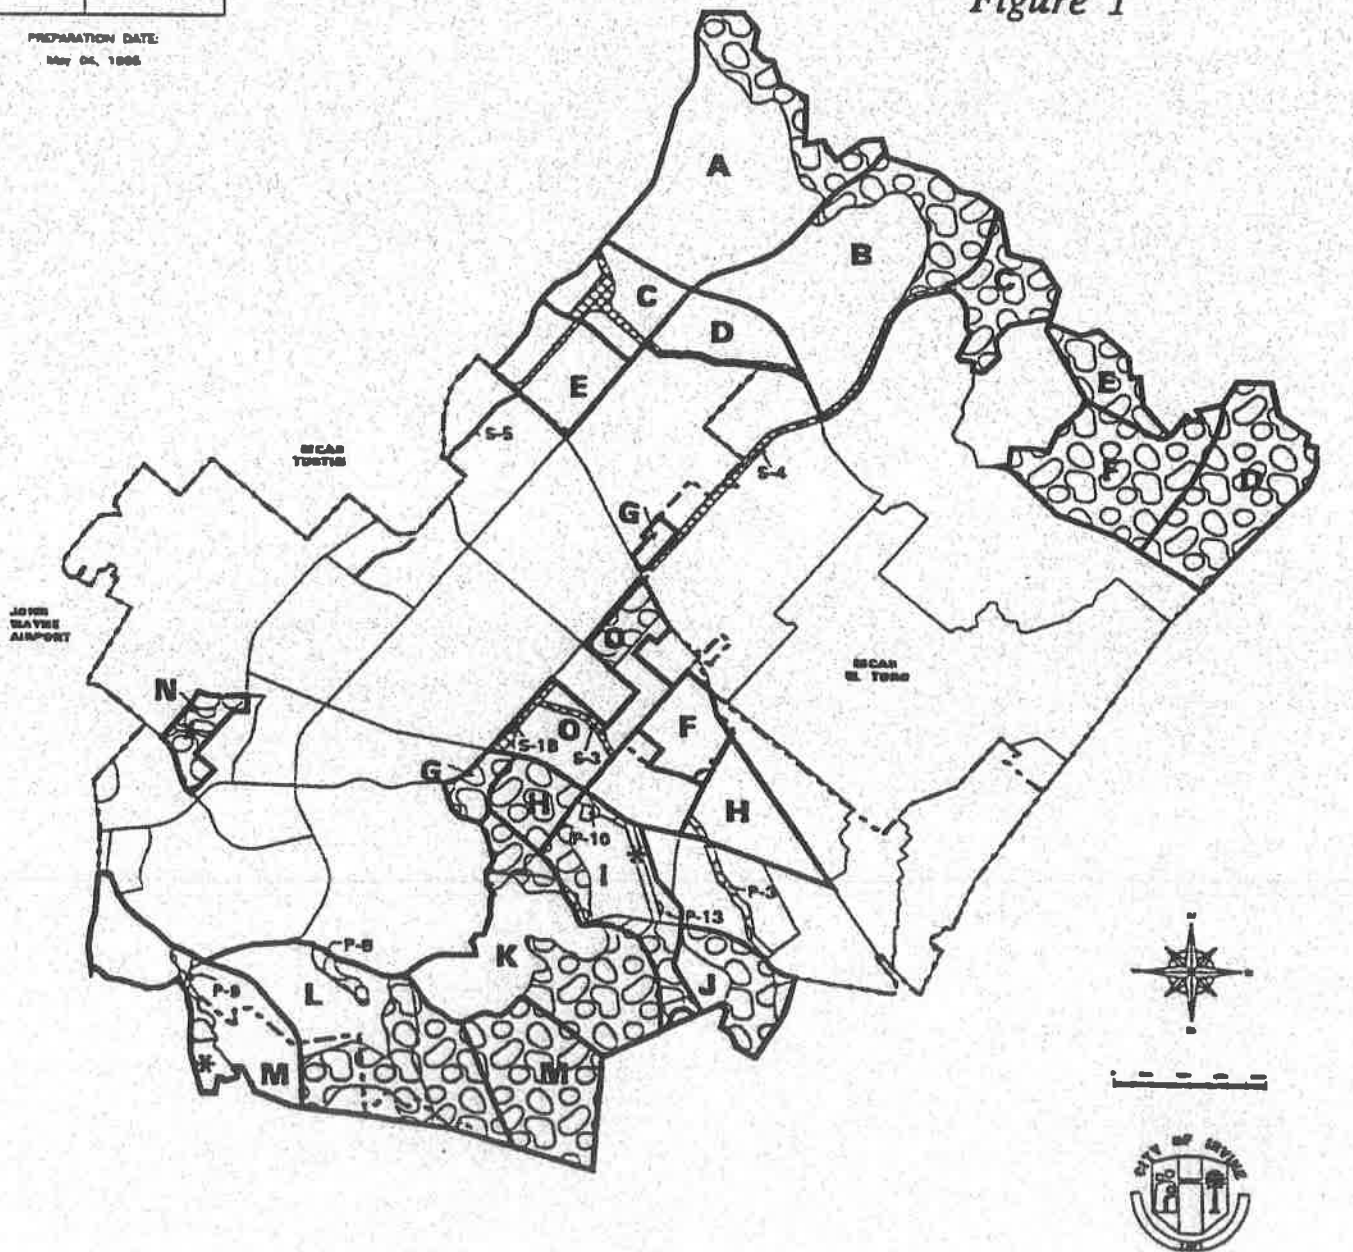 Figure 1
PREPARATION DATE:
A
B
C
C
D
E
E
S-5
F
D
MCAS
TUSTIN
S-4
G
JOHN
WAYNE
AIRPORT
MCAS
EL TORO
N
F
O
S-1B
S-3
G
H
H
P-10
I
P-3
P-13
P-8
K
J
L
P-9
M
M
CITY OF IRVINE